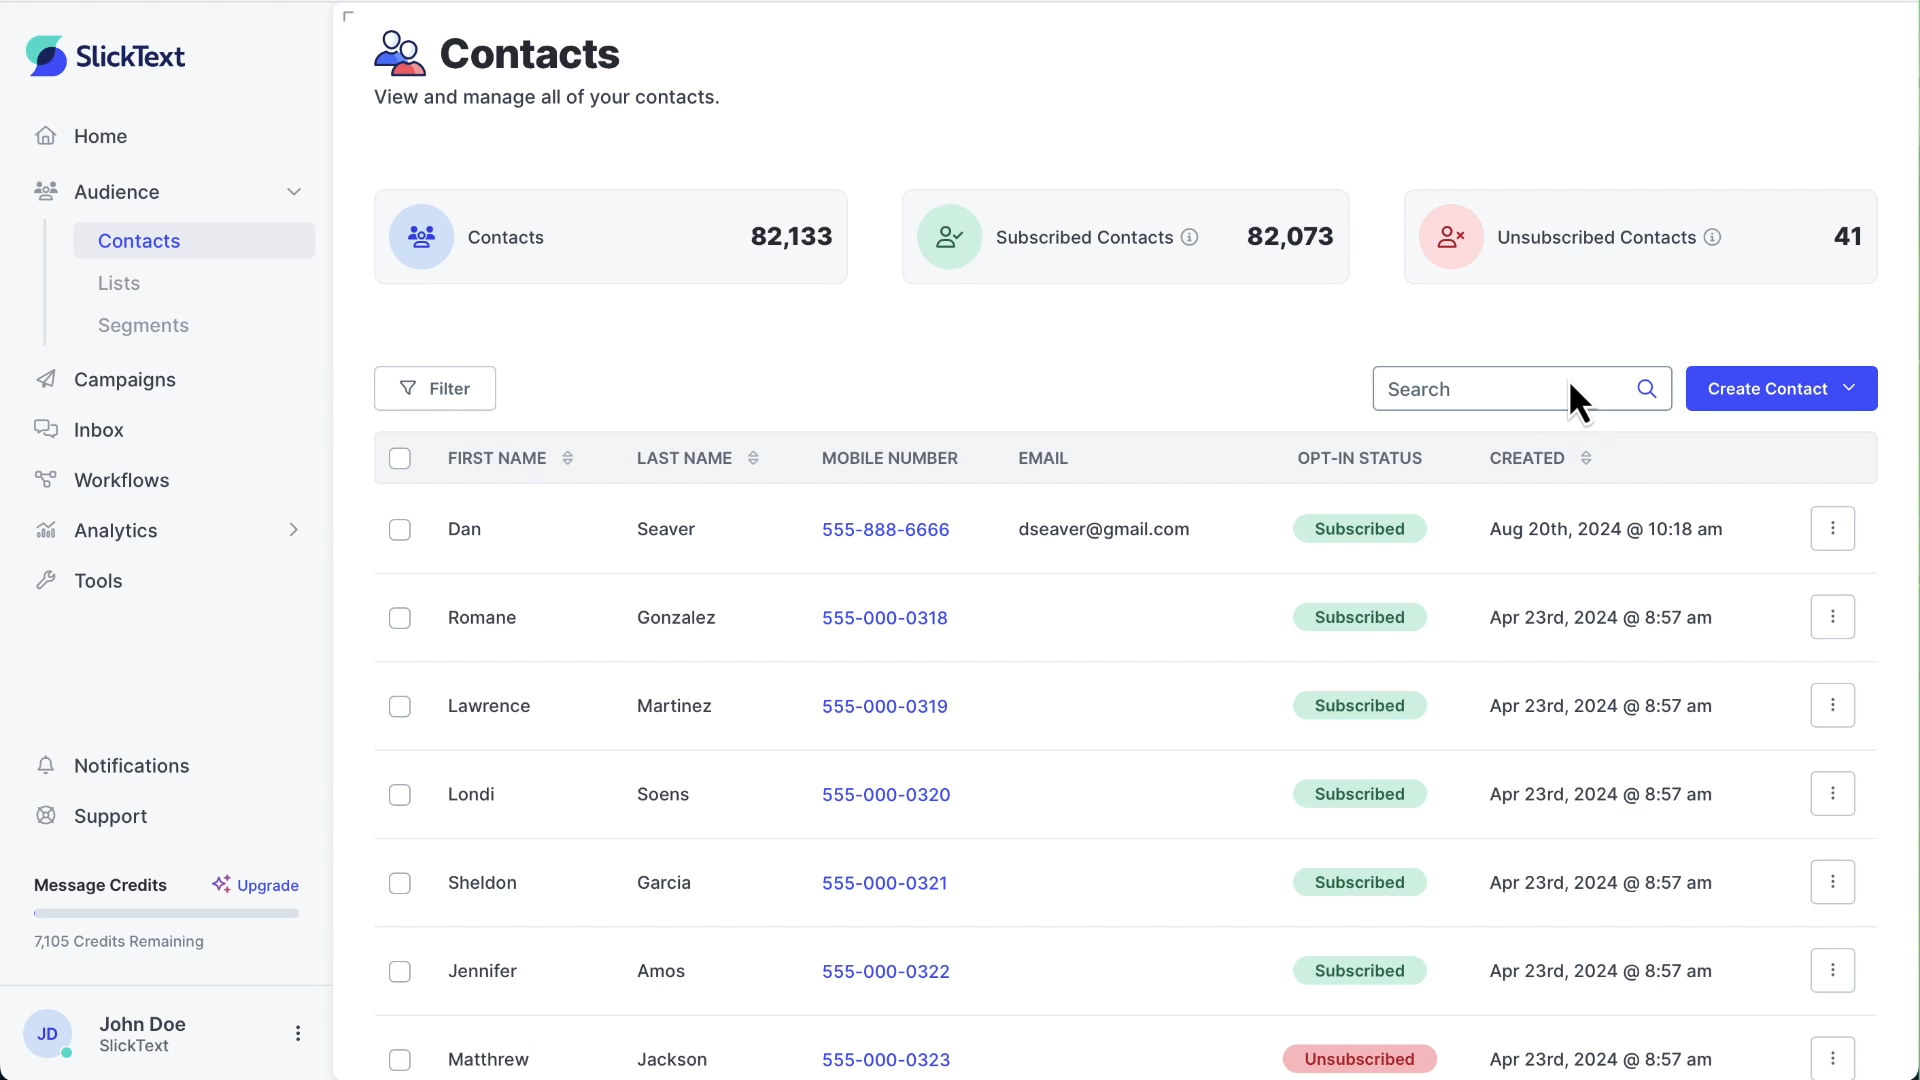 SlickText
Home
Audience
Contacts
Lists
Segments
Campaigns
Inbox
Workflows
Analytics
Tools
Notifications
Support
Message Credits Upgrade
7,105 Credits Remaining
JD John Doe
SlickText
Contacts
View and manage all of your contacts.
Contacts 82,133
Subscribed Contacts 82,073
Unsubscribed Contacts 41
Filter
Search
Create Contact
FIRST NAME LAST NAME MOBILE NUMBER EMAIL OPT-IN STATUS CREATED
Dan Seaver 555-888-6666 dseaver@gmail.com Subscribed Aug 20th, 2024 @ 10:18 am
Romane Gonzalez 555-000-0318 Subscribed Apr 23rd, 2024 @ 8:57 am
Lawrence Martinez 555-000-0319 Subscribed Apr 23rd, 2024 @ 8:57 am
Londi Soens 555-000-0320 Subscribed Apr 23rd, 2024 @ 8:57 am
Sheldon Garcia 555-000-0321 Subscribed Apr 23rd, 2024 @ 8:57 am
Jennifer Amos 555-000-0322 Subscribed Apr 23rd, 2024 @ 8:57 am
Matthrew Jackson 555-000-0323 Unsubscribed Apr 23rd, 2024 @ 8:57 am